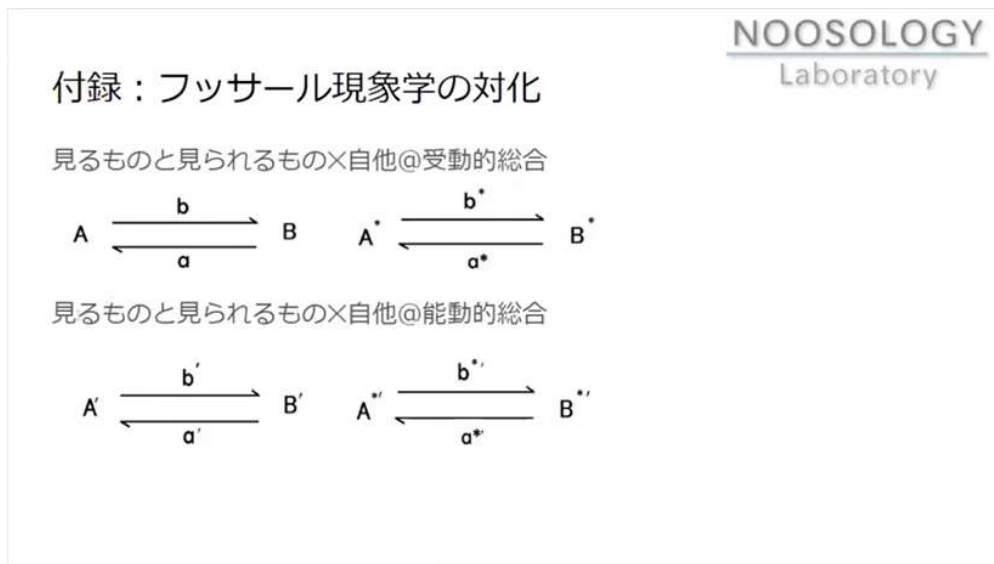 NOOSOLOGY
Laboratory
付録：フッサール現象学の対化
見るものと見られるもの×自他@受動的総合
b b*
A B A* B*
a a*
見るものと見られるもの×自他@能動的総合
b′ b*′
A′ B′ A*′ B*′
a′ a*′